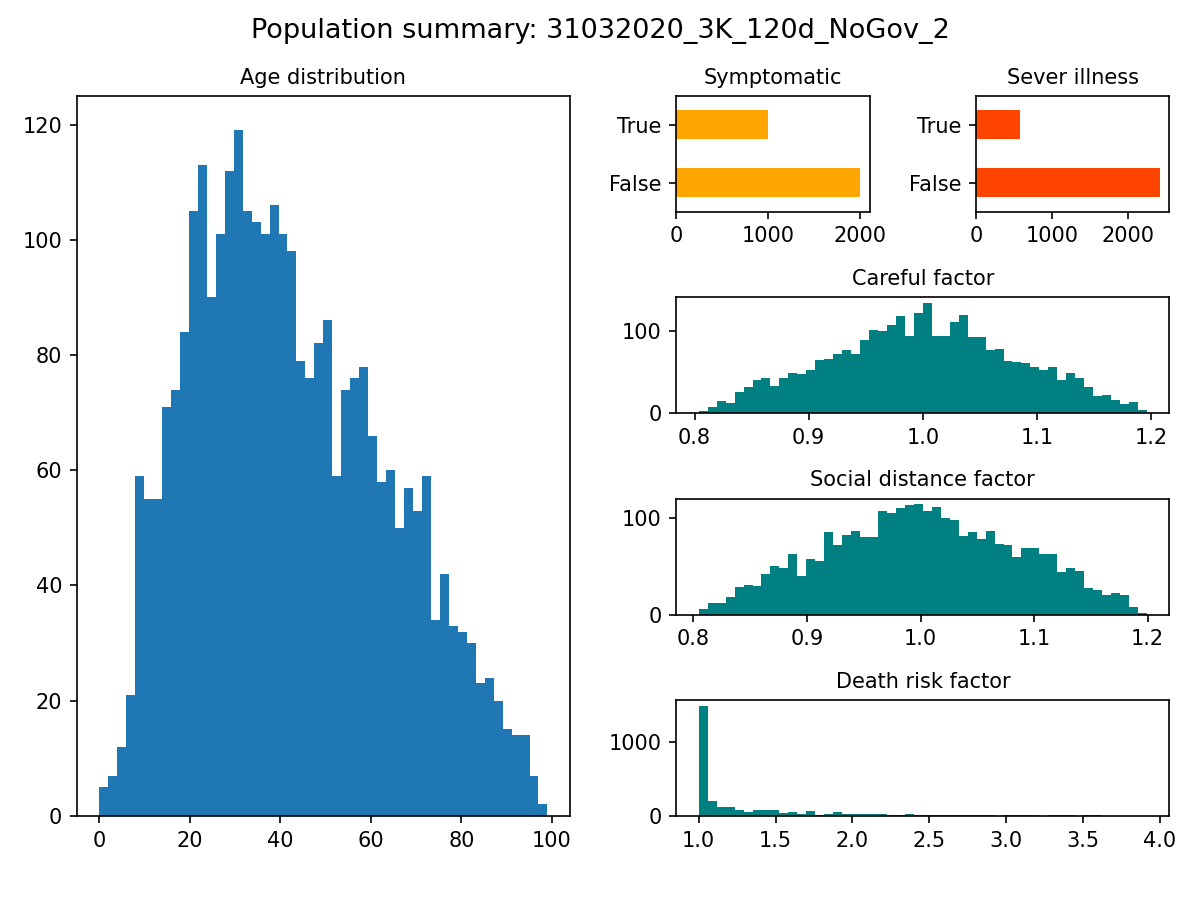 Population summary: 31032020_3K_120d_NoGov_2
Age distribution
120
100
80
60
40
20
0
0 20 40 60 80 100
Symptomatic
True
False
0 1000 2000
Sever illness
True
False
0 1000 2000
Careful factor
100
0
0.8 0.9 1.0 1.1 1.2
Social distance factor
100
0
0.8 0.9 1.0 1.1 1.2
Death risk factor
1000
0
1.0 1.5 2.0 2.5 3.0 3.5 4.0